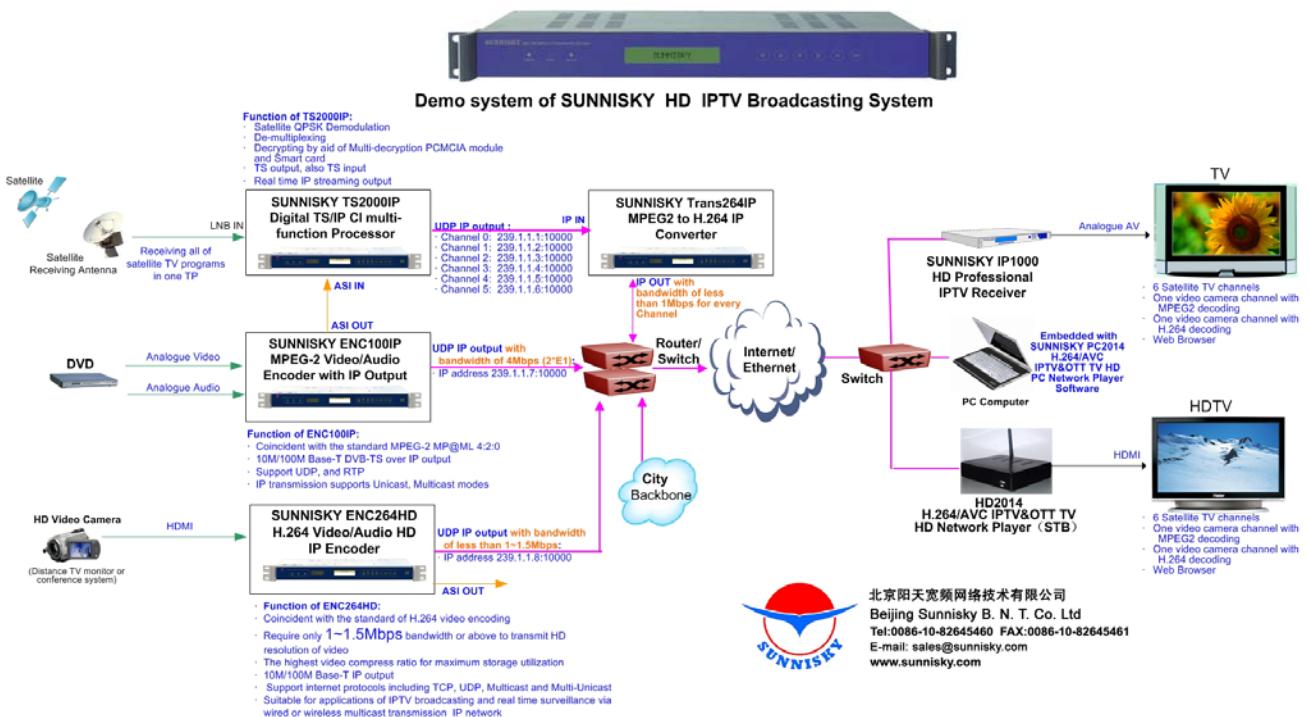 SUNNISKY
Demo system of SUNNISKY HD IPTV Broadcasting System
Function of TS2000IP:
· Satellite QPSK Demodulation
· De-multiplexing
· Decrypting by aid of Multi-decryption PCMCIA module
and Smart card
· TS output, also TS input
· Real time IP streaming output
Satellite
Satellite
Receiving Antenna
LNB IN
Receiving all of
satellite TV programs
in one TP
SUNNISKY TS2000IP
Digital TS/IP CI multi-
function Processor
UDP IP output :
· Channel 0: 239.1.1.1:10000
· Channel 1: 239.1.1.2:10000
· Channel 2: 239.1.1.3:10000
· Channel 3: 239.1.1.4:10000
· Channel 4: 239.1.1.5:10000
· Channel 5: 239.1.1.6:10000
IP IN
SUNNISKY Trans264IP
MPEG2 to H.264 IP
Converter
IP OUT with
bandwidth of less
than 1Mbps for every
Channel
ASI IN
ASI OUT
DVD
Analogue Video
Analogue Audio
SUNNISKY ENC100IP
MPEG-2 Video/Audio
Encoder with IP Output
UDP IP output with
bandwidth of 4Mbps (2*E1):
· IP address 239.1.1.7:10000
Router/
Switch
Internet/
Ethernet
Switch
City
Backbone
Function of ENC100IP:
· Coincident with the standard MPEG-2 MP@ML 4:2:0
· 10M/100M Base-T DVB-TS over IP output
· Support UDP, and RTP
· IP transmission supports Unicast, Multicast modes
HD Video Camera
(Distance TV monitor or
conference system)
HDMI
SUNNISKY ENC264HD
H.264 Video/Audio HD
IP Encoder
UDP IP output with bandwidth
of less than 1~1.5Mbps:
· IP address 239.1.1.8:10000
ASI OUT
· Function of ENC264HD:
· Coincident with the standard of H.264 video encoding
· Require only 1~1.5Mbps bandwidth or above to transmit HD
resolution of video
· The highest video compress ratio for maximum storage utilization
· 10M/100M Base-T IP output
· Support internet protocols including TCP, UDP, Multicast and Multi-Unicast
· Suitable for applications of IPTV broadcasting and real time surveillance via
wired or wireless multicast transmission IP network
SUNNISKY IP1000
HD Professional
IPTV Receiver
Analogue AV
TV
· 6 Satellite TV channels
· One video camera channel with
MPEG2 decoding
· One video camera channel with
H.264 decoding
· Web Browser
PC Computer
Embedded with
SUNNISKY PC2014
H.264/AVC
IPTV&OTT TV HD
PC Network Player
Software
HD2014
H.264/AVC IPTV&OTT TV
HD Network Player（STB）
HDMI
HDTV
· 6 Satellite TV channels
· One video camera channel with
MPEG2 decoding
· One video camera channel with
H.264 decoding
· Web Browser
SUNNISKY
北京阳天宽频网络技术有限公司
Beijing Sunnisky B. N. T. Co. Ltd
Tel:0086-10-82645460 FAX:0086-10-82645461
E-mail: sales@sunnisky.com
www.sunnisky.com